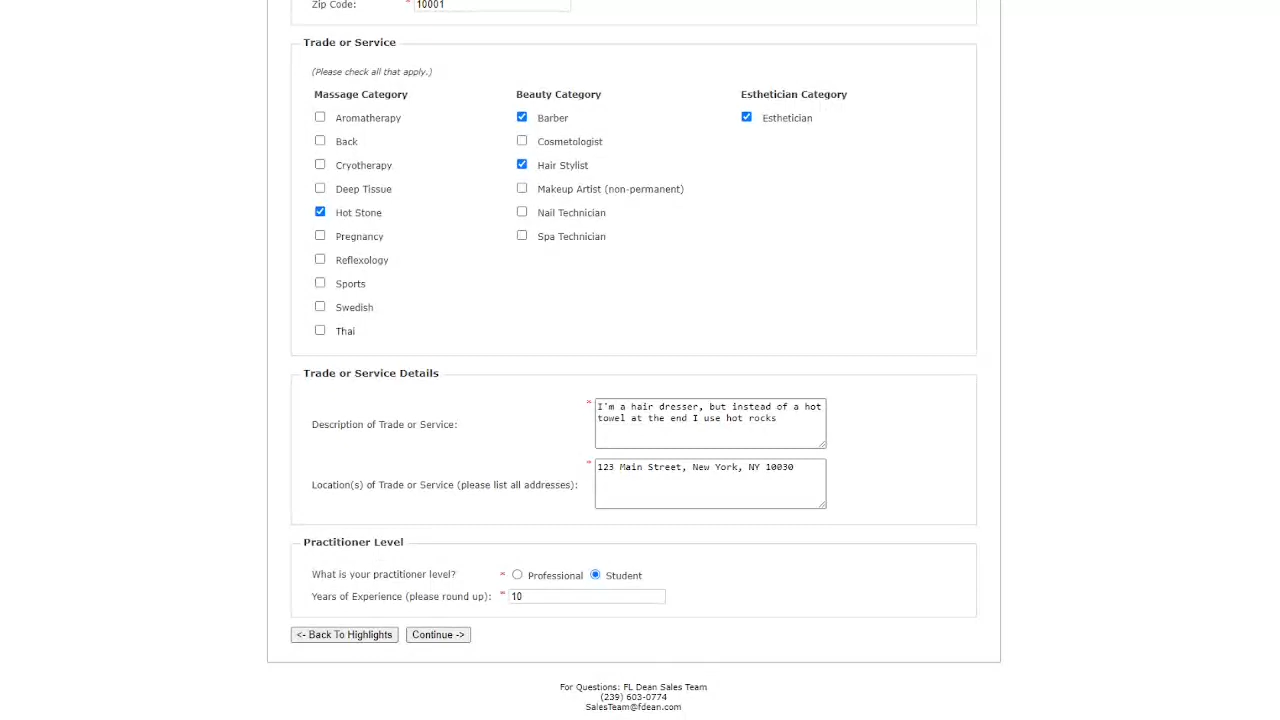 Zip Code: * 10001
Trade or Service
(Please check all that apply.)
Massage Category Beauty Category Esthetician Category
Aromatherapy Barber Esthetician
Back Cosmetologist
Cryotherapy Hair Stylist
Deep Tissue Makeup Artist (non-permanent)
Hot Stone Nail Technician
Pregnancy Spa Technician
Reflexology
Sports
Swedish
Thai
Trade or Service Details
Description of Trade or Service: * I'm a hair dresser, but instead of a hot
towel at the end I use hot rocks
Location(s) of Trade or Service (please list all addresses): * 123 Main Street, New York, NY 10030
Practitioner Level
What is your practitioner level? * Professional Student
Years of Experience (please round up): * 10
<- Back To Highlights Continue ->
For Questions: FL Dean Sales Team
(239) 603-0774
SalesTeam@fdean.com